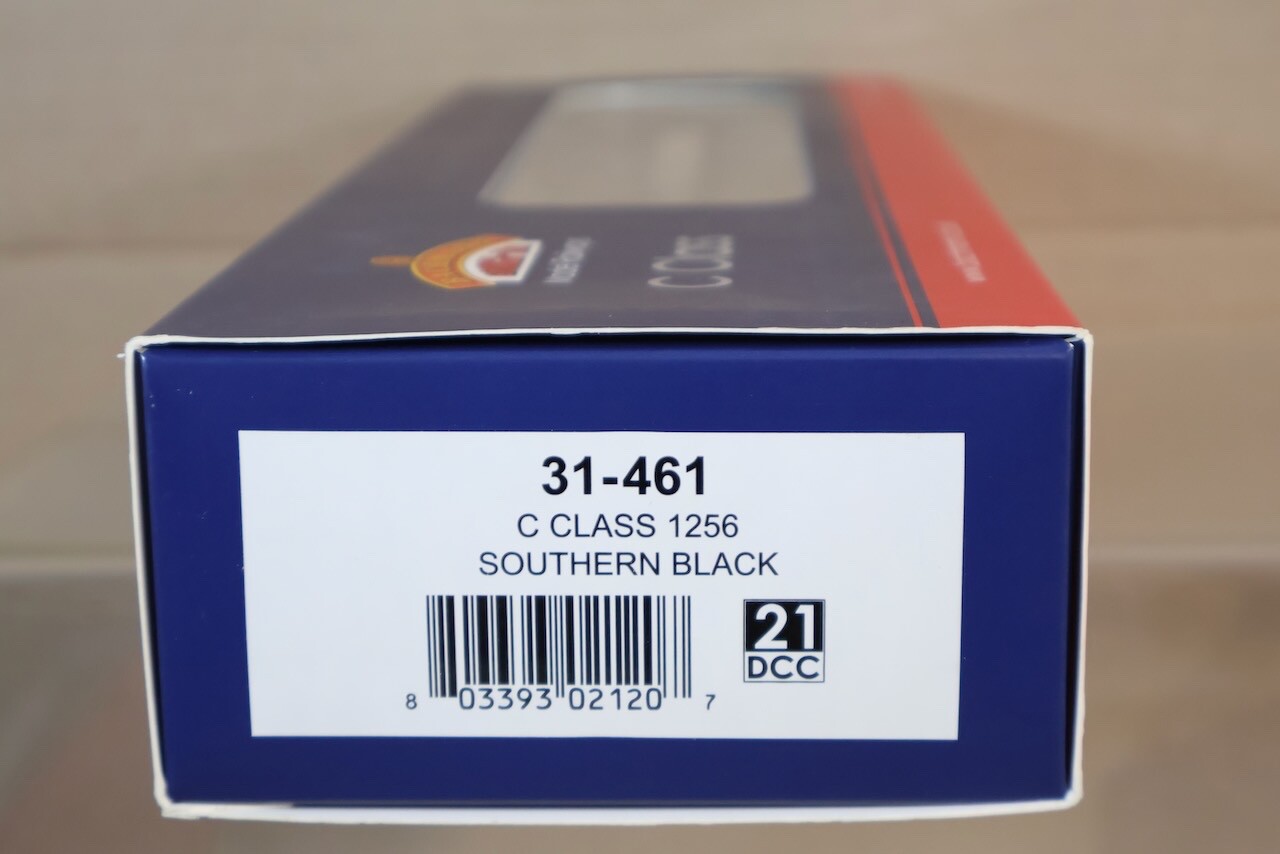 C Class
31-461
C CLASS 1256
SOUTHERN BLACK
21
DCC
8 03393 02120 7